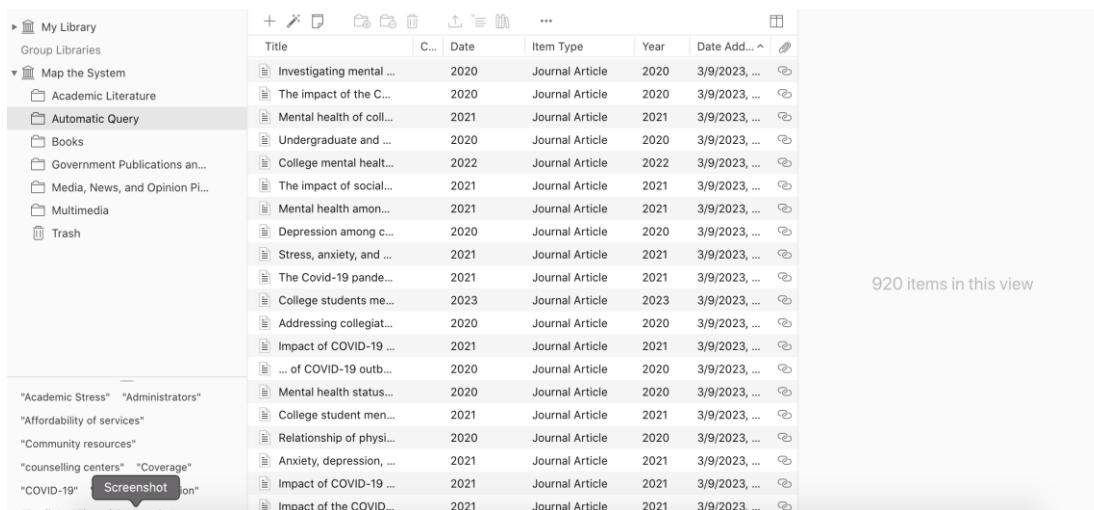 My Library
Group Libraries
Map the System
Academic Literature
Automatic Query
Books
Government Publications an...
Media, News, and Opinion Pi...
Multimedia
Trash
"Academic Stress" "Administrators"
"Affordability of services"
"Community resources"
"counselling centers" "Coverage"
"COVID-19" ion"
Screenshot
Title C... Date Item Type Year Date Add...
Investigating mental ... 2020 Journal Article 2020 3/9/2023, ...
The impact of the C... 2020 Journal Article 2020 3/9/2023, ...
Mental health of coll... 2021 Journal Article 2021 3/9/2023, ...
Undergraduate and ... 2020 Journal Article 2020 3/9/2023, ...
College mental healt... 2022 Journal Article 2022 3/9/2023, ...
The impact of social... 2021 Journal Article 2021 3/9/2023, ...
Mental health amon... 2021 Journal Article 2021 3/9/2023, ...
Depression among c... 2020 Journal Article 2020 3/9/2023, ...
Stress, anxiety, and ... 2021 Journal Article 2021 3/9/2023, ...
The Covid-19 pande... 2021 Journal Article 2021 3/9/2023, ...
College students me... 2023 Journal Article 2023 3/9/2023, ...
Addressing collegiat... 2020 Journal Article 2020 3/9/2023, ...
Impact of COVID-19 ... 2021 Journal Article 2021 3/9/2023, ...
... of COVID-19 outb... 2020 Journal Article 2020 3/9/2023, ...
Mental health status... 2020 Journal Article 2020 3/9/2023, ...
College student men... 2021 Journal Article 2021 3/9/2023, ...
Relationship of physi... 2020 Journal Article 2020 3/9/2023, ...
Anxiety, depression, ... 2021 Journal Article 2021 3/9/2023, ...
Impact of COVID-19 ... 2021 Journal Article 2021 3/9/2023, ...
Impact of the COVID... 2021 Journal Article 2021 3/9/2023, ...
920 items in this view